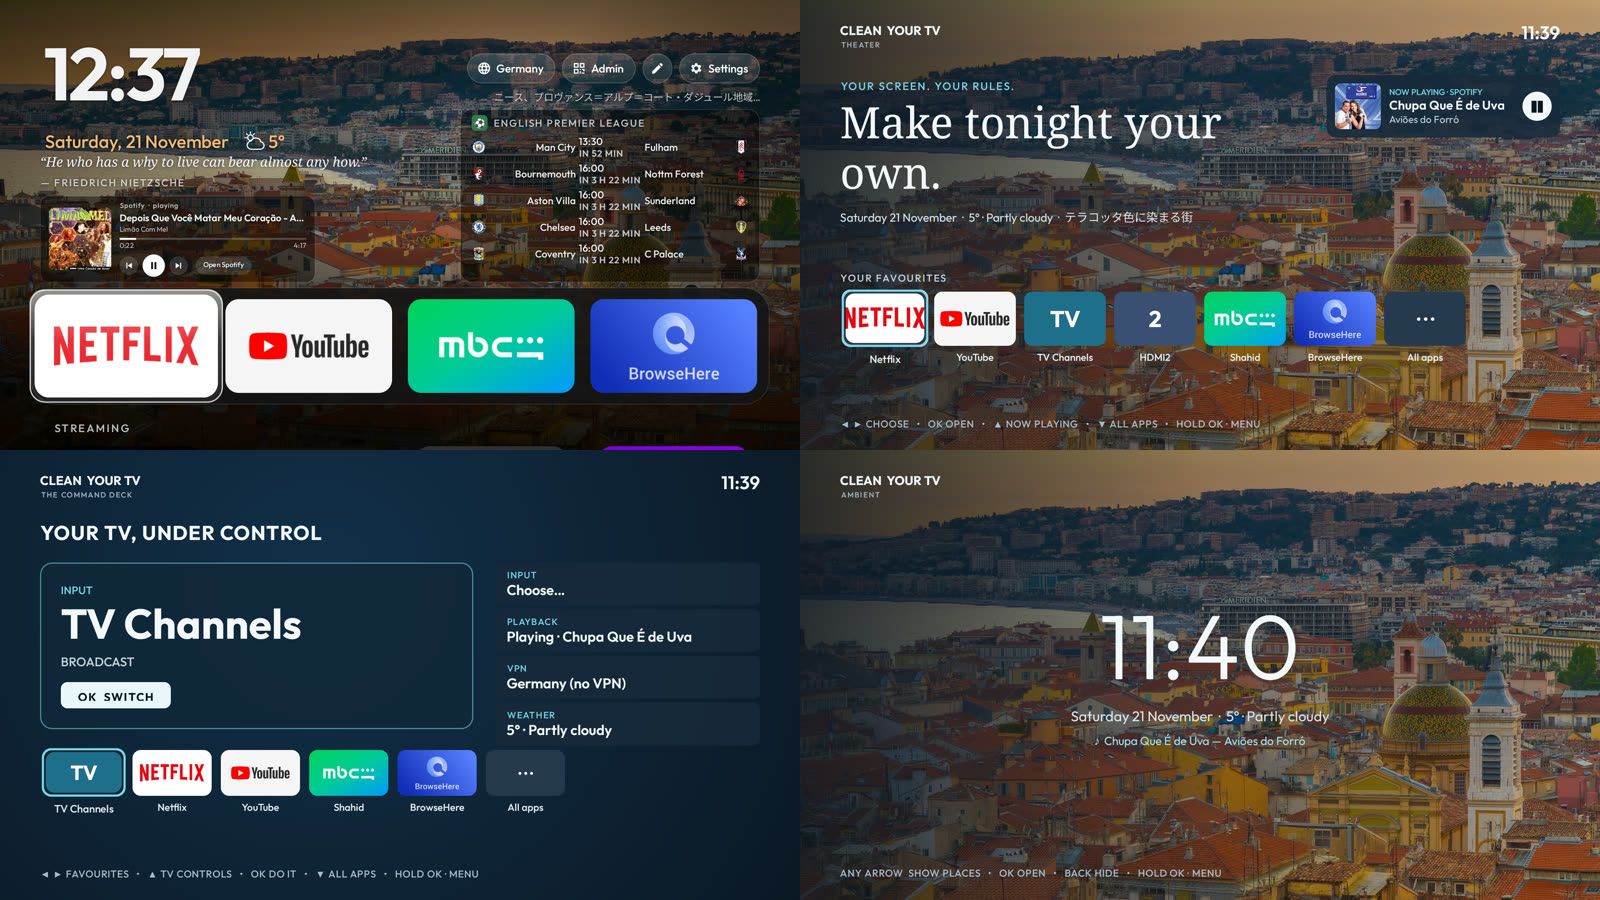 12:37
Germany
Admin
Settings
ニース、プロヴァンス＝アルプ＝コート・ダジュール地域...
Saturday, 21 November
5°
“He who has a why to live can bear almost any how.”
— FRIEDRICH NIETZSCHE
Spotify · playing
Depois Que Você Matar Meu Coração - A...
Limão Com Mel
0:22
4:17
Open Spotify
ENGLISH PREMIER LEAGUE
Man City 13:30 Fulham
IN 52 MIN
Bournemouth 16:00 Nottm Forest
IN 3 H 22 MIN
Aston Villa 16:00 Sunderland
IN 3 H 22 MIN
Chelsea 16:00 Leeds
IN 3 H 22 MIN
Coventry 16:00 C Palace
IN 3 H 22 MIN
NETFLIX
YouTube
mbc
BrowseHere
STREAMING
CLEAN YOUR TV
THEATER
11:39
YOUR SCREEN. YOUR RULES.
Make tonight your
own.
Saturday 21 November · 5° · Partly cloudy · テラコッタ色に染まる街
NOW PLAYING · SPOTIFY
Chupa Que É de Uva
Aviões do Forró
MERIDIEN
YOUR FAVOURITES
NETFLIX
YouTube
TV
2
mbc
BrowseHere
...
Netflix
YouTube
TV Channels
HDMI2
Shahid
BrowseHere
All apps
◄ ► CHOOSE • OK OPEN • ▲ NOW PLAYING • ▼ ALL APPS • HOLD OK · MENU
CLEAN YOUR TV
THE COMMAND DECK
11:39
YOUR TV, UNDER CONTROL
INPUT
TV Channels
BROADCAST
OK SWITCH
INPUT
Choose...
PLAYBACK
Playing · Chupa Que É de Uva
VPN
Germany (no VPN)
WEATHER
5° · Partly cloudy
TV
NETFLIX
YouTube
mbc
BrowseHere
...
TV Channels
Netflix
YouTube
Shahid
BrowseHere
All apps
◄ ► FAVOURITES • ▲ TV CONTROLS • OK DO IT • ▼ ALL APPS • HOLD OK · MENU
CLEAN YOUR TV
AMBIENT
MERIDIEN
11:40
Saturday 21 November · 5° · Partly cloudy
♪ Chupa Que É de Uva — Aviões do Forró
ANY ARROW SHOW PLACES • OK OPEN • BACK HIDE • HOLD OK · MENU